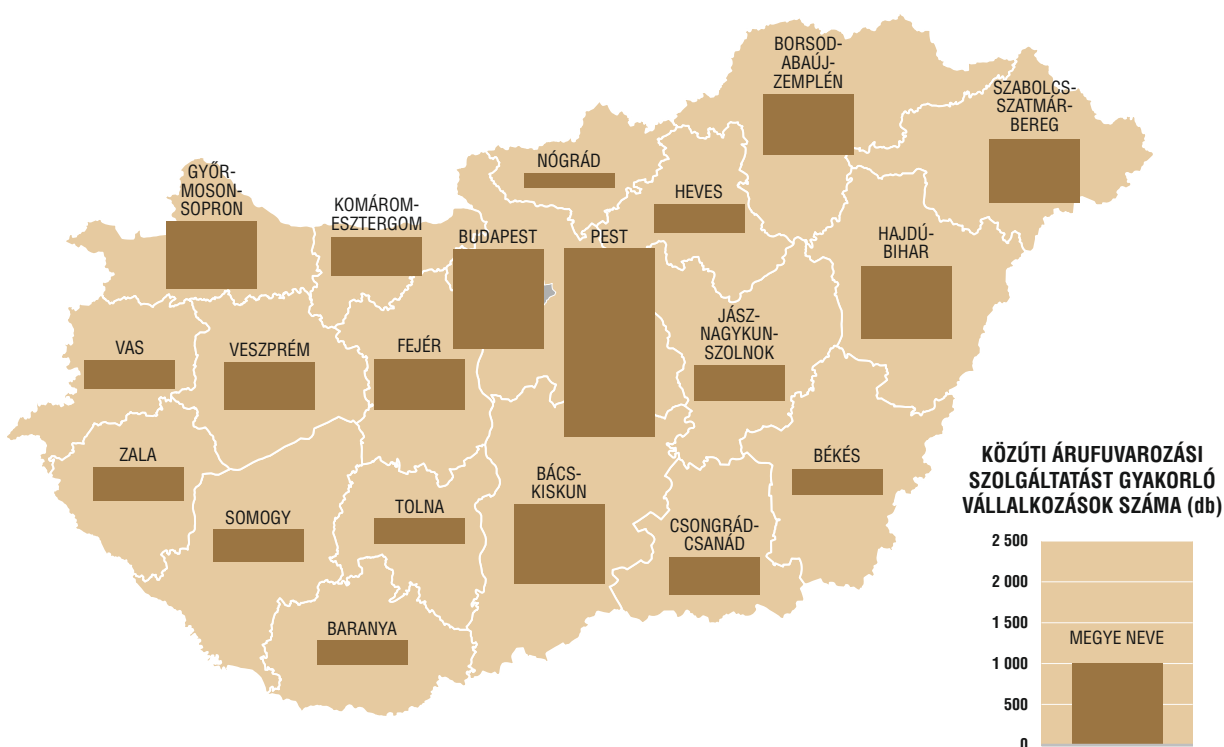 BORSOD-
ABAÚJ-
ZEMPLÉN
SZABOLCS-
SZATMÁR-
BEREG
NÓGRÁD
GYŐR-
MOSON-
SOPRON
HEVES
KOMÁROM-
ESZTERGOM
BUDAPEST
PEST
HAJDÚ-
BIHAR
JÁSZ-
NAGYKUN-
SZOLNOK
VAS
VESZPRÉM
FEJÉR
ZALA
BÉKÉS
BÁCS-
KISKUN
TOLNA
SOMOGY
CSONGRÁD-
CSANÁD
BARANYA
KÖZÚTI ÁRUFUVAROZÁSI
SZOLGÁLTATÁST GYAKORLÓ
VÁLLALKOZÁSOK SZÁMA (db)
2 500
2 000
1 500
MEGYE NEVE
1 000
500
0